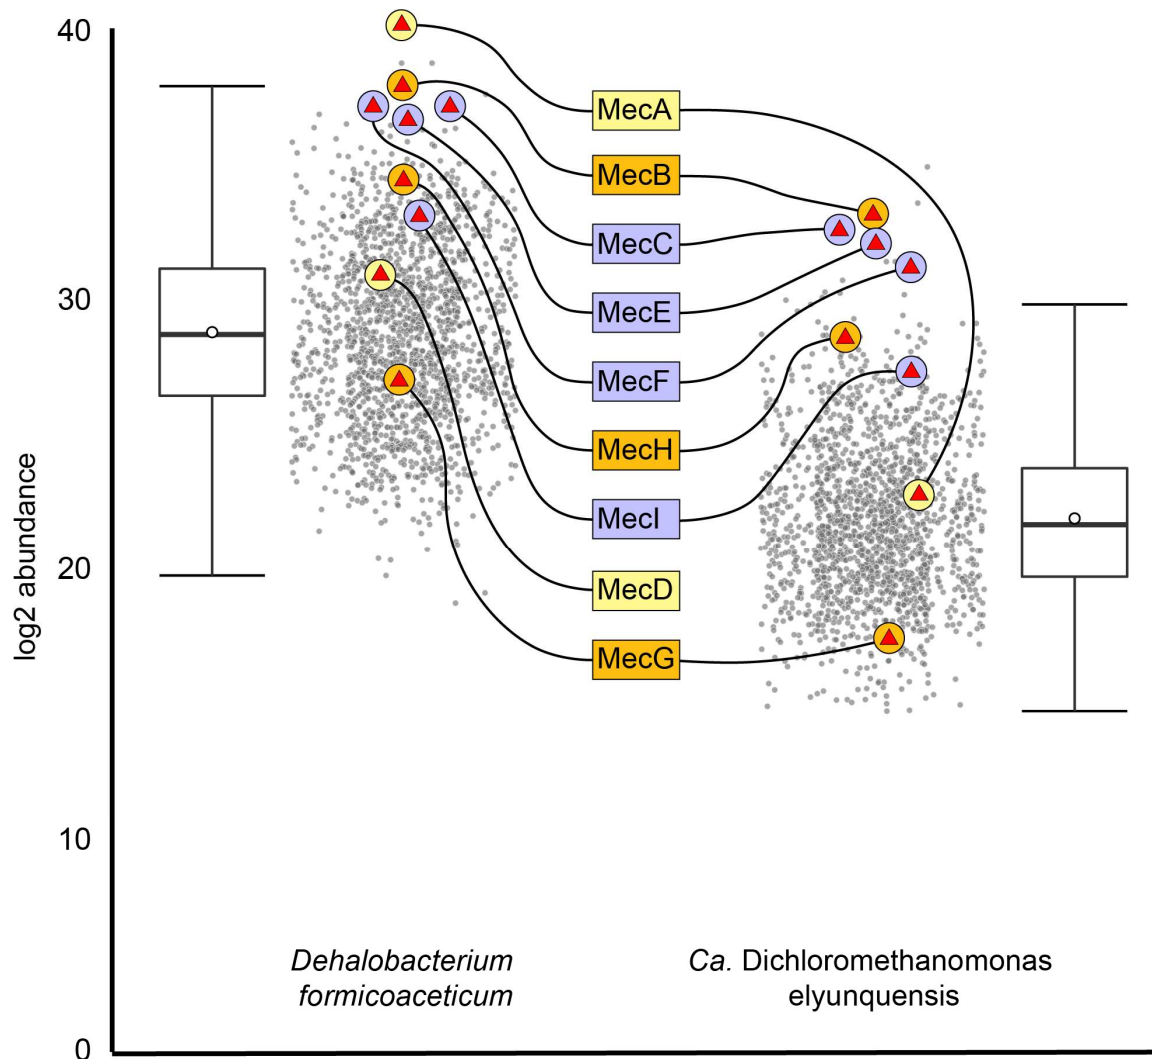 40
30
20
10
0
log2 abundance
MecA
MecB
MecC
MecE
MecF
MecH
MecI
MecD
MecG
Dehalobacterium
formicoaceticum
Ca. Dichloromethanomonas
elyunquensis